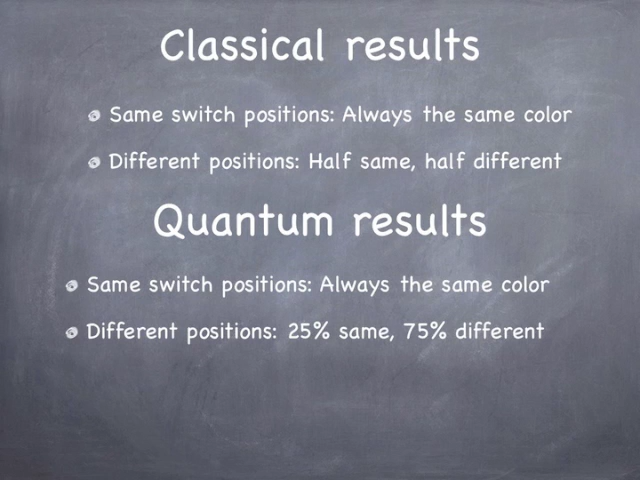 Classical results
Same switch positions: Always the same color
Different positions: Half same, half different
Quantum results
Same switch positions: Always the same color
Different positions: 25% same, 75% different